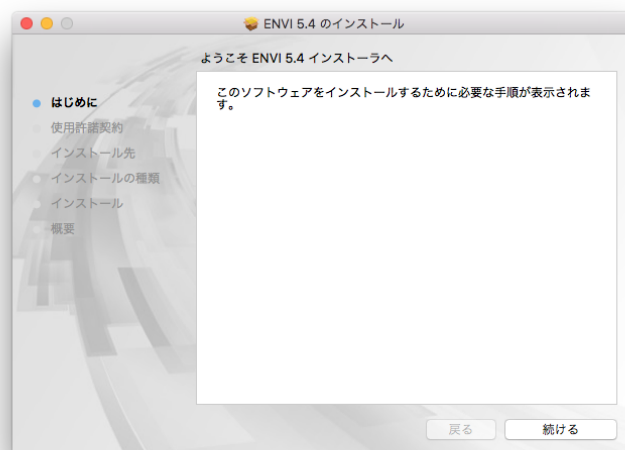 ENVI 5.4 のインストール
ようこそ ENVI 5.4 インストーラへ
はじめに
使用許諾契約
インストール先
インストールの種類
インストール
概要
このソフトウェアをインストールするために必要な手順が表示されま
す。
戻る
続ける